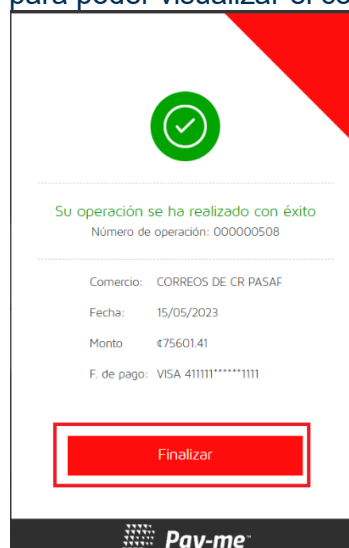 para poder visualizar el
Su operación se ha realizado con éxito
Número de operación: 000000508
Comercio: CORREOS DE CR PASAF
Fecha: 15/05/2023
Monto ₡75601.41
F. de pago: VISA 411111******1111
Finalizar
Pay-me